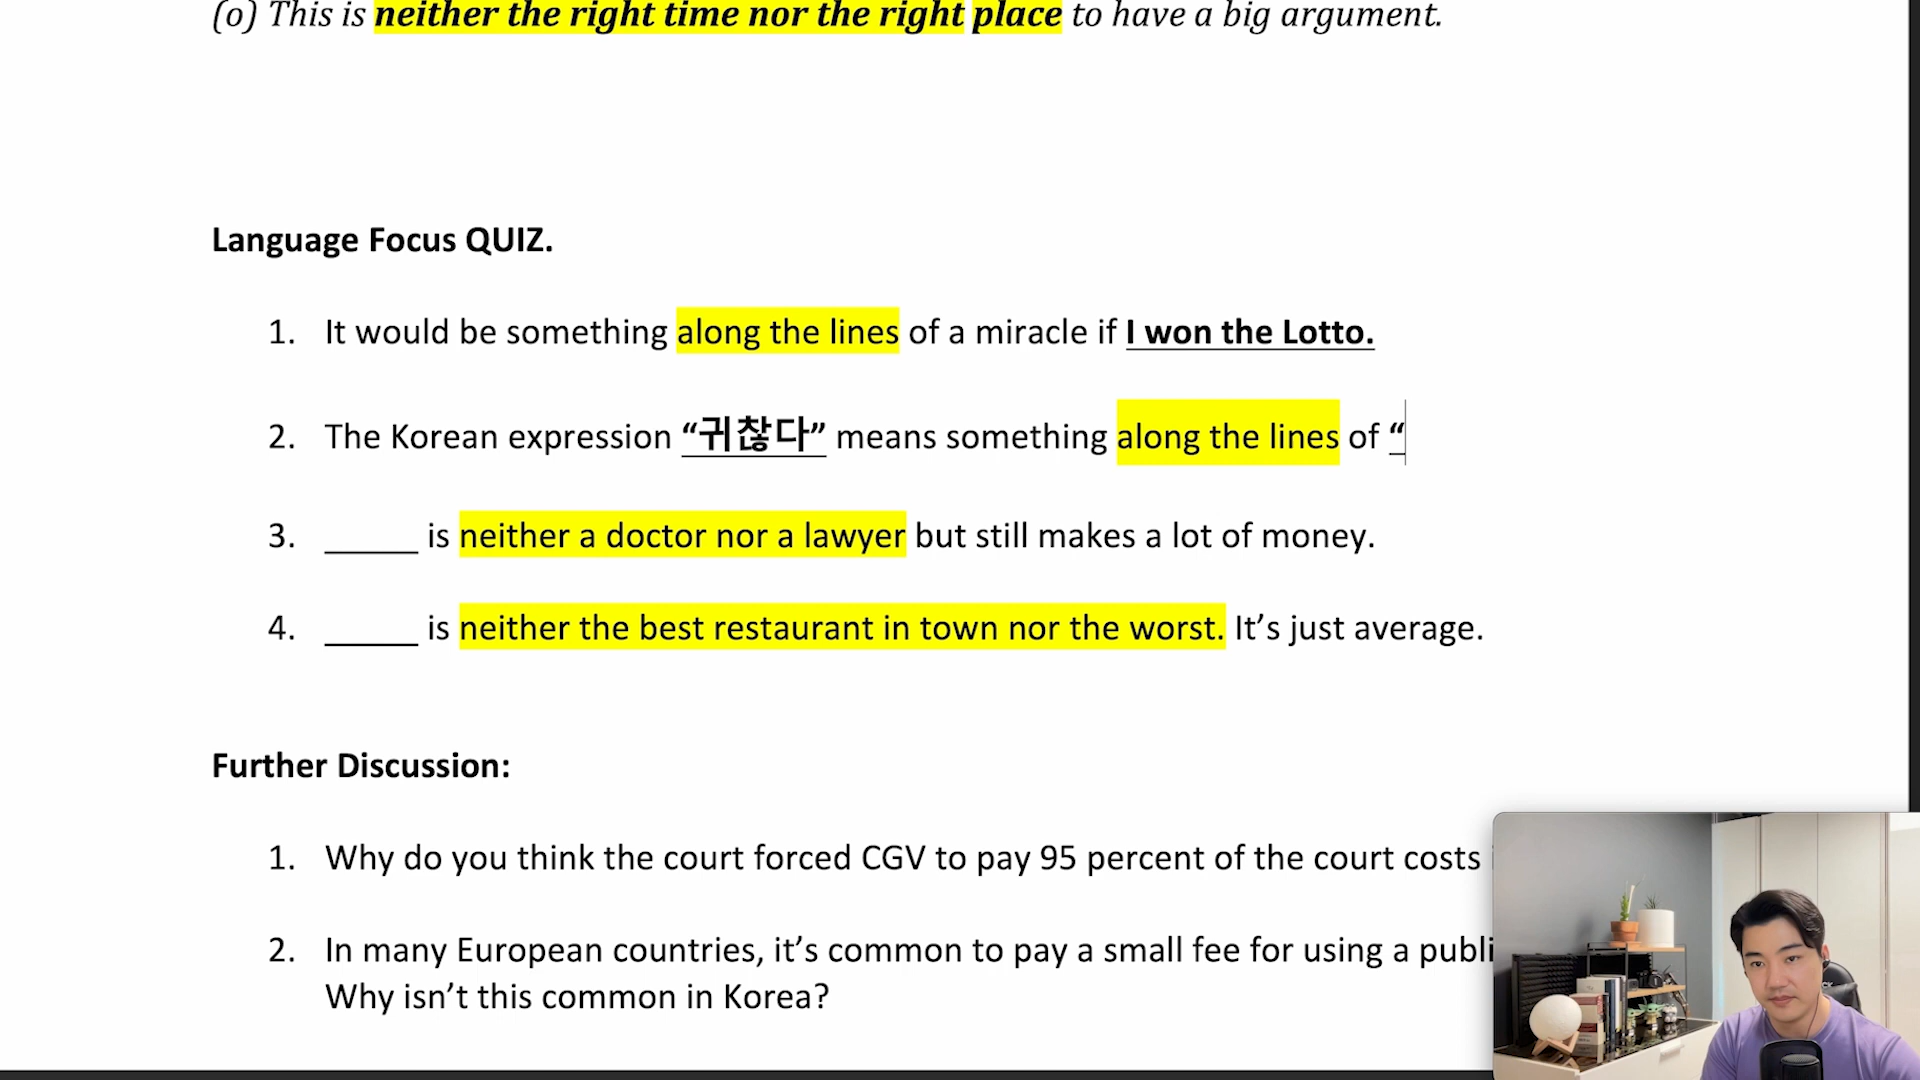 (o) This is neither the right time nor the right place to have a big argument.
Language Focus QUIZ.
1. It would be something along the lines of a miracle if I won the Lotto.
2. The Korean expression “귀찮다” means something along the lines of “
3. _____ is neither a doctor nor a lawyer but still makes a lot of money.
4. _____ is neither the best restaurant in town nor the worst. It’s just average.
Further Discussion:
1. Why do you think the court forced CGV to pay 95 percent of the court costs
2. In many European countries, it’s common to pay a small fee for using a publi
Why isn’t this common in Korea?